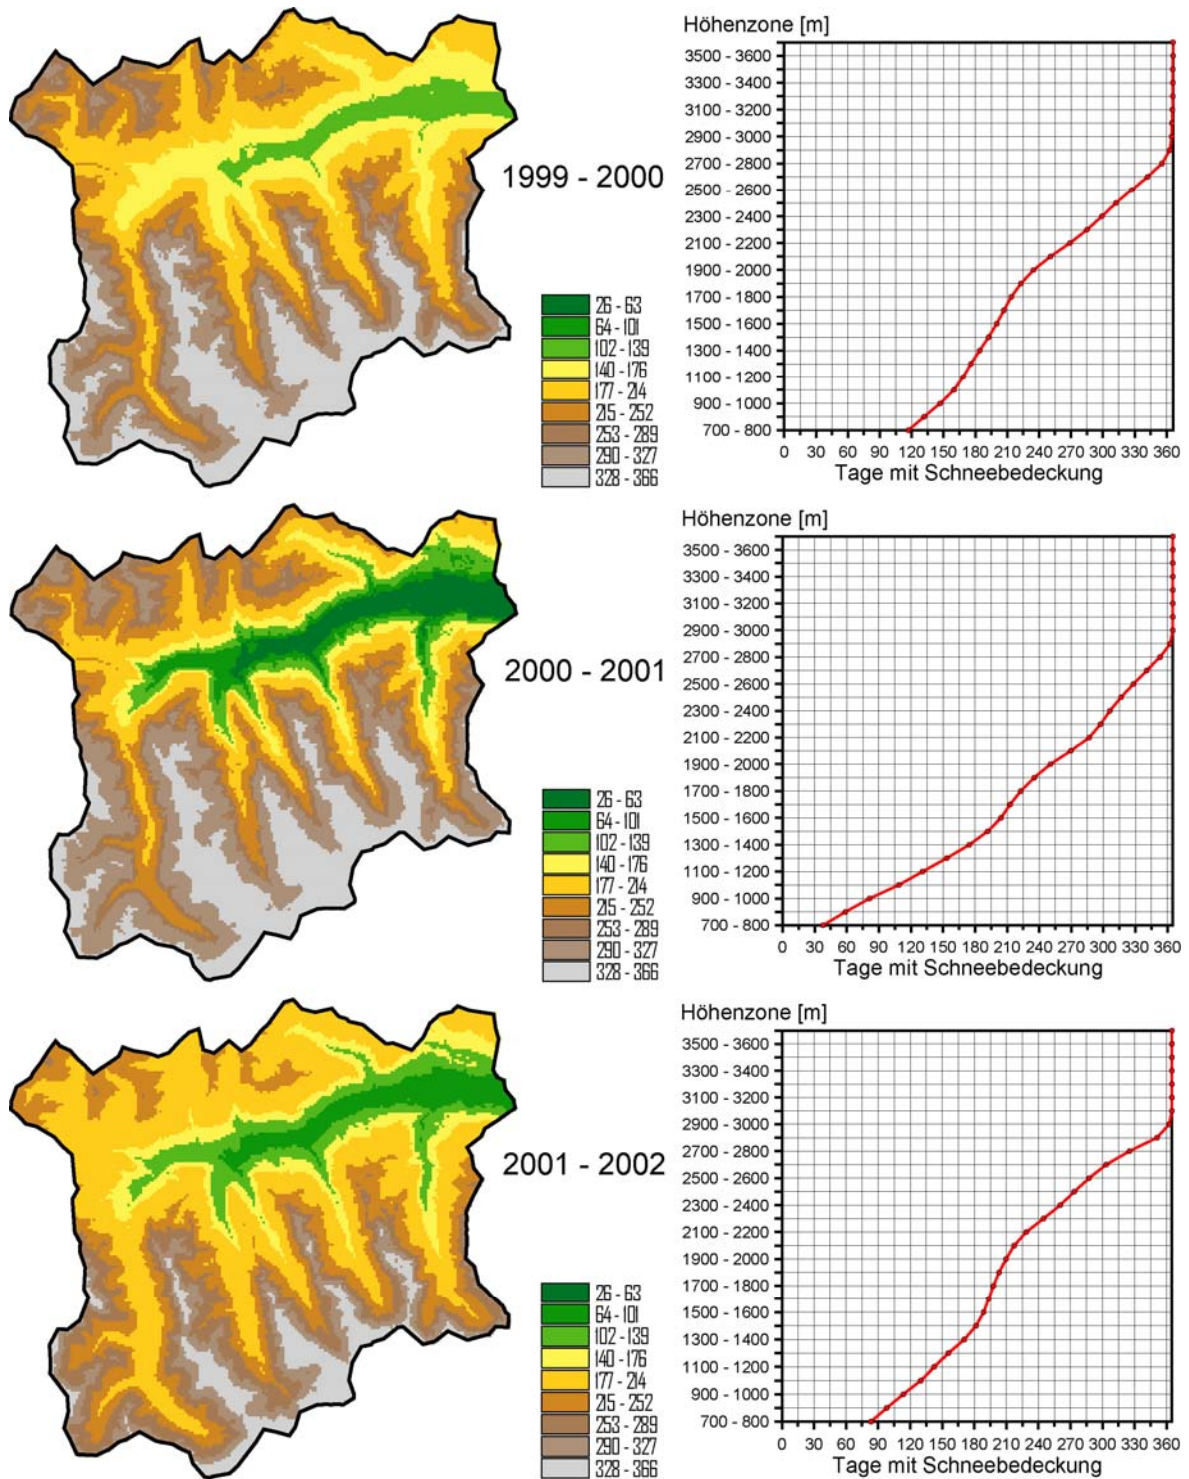 Höhenzone [m]
3500 - 3600
3300 - 3400
3100 - 3200
2900 - 3000
2700 - 2800
2500 - 2600
2300 - 2400
2100 - 2200
1900 - 2000
1700 - 1800
1500 - 1600
1300 - 1400
1100 - 1200
900 - 1000
700 - 800
0 30 60 90 120 150 180 210 240 270 300 330 360
Tage mit Schneebedeckung
1999 - 2000
26 - 63
64 - 101
102 - 139
140 - 176
177 - 214
215 - 252
253 - 289
290 - 327
328 - 366
Höhenzone [m]
3500 - 3600
3300 - 3400
3100 - 3200
2900 - 3000
2700 - 2800
2500 - 2600
2300 - 2400
2100 - 2200
1900 - 2000
1700 - 1800
1500 - 1600
1300 - 1400
1100 - 1200
900 - 1000
700 - 800
0 30 60 90 120 150 180 210 240 270 300 330 360
Tage mit Schneebedeckung
2000 - 2001
26 - 63
64 - 101
102 - 139
140 - 176
177 - 214
215 - 252
253 - 289
290 - 327
328 - 366
Höhenzone [m]
3500 - 3600
3300 - 3400
3100 - 3200
2900 - 3000
2700 - 2800
2500 - 2600
2300 - 2400
2100 - 2200
1900 - 2000
1700 - 1800
1500 - 1600
1300 - 1400
1100 - 1200
900 - 1000
700 - 800
0 30 60 90 120 150 180 210 240 270 300 330 360
Tage mit Schneebedeckung
2001 - 2002
26 - 63
64 - 101
102 - 139
140 - 176
177 - 214
215 - 252
253 - 289
290 - 327
328 - 366